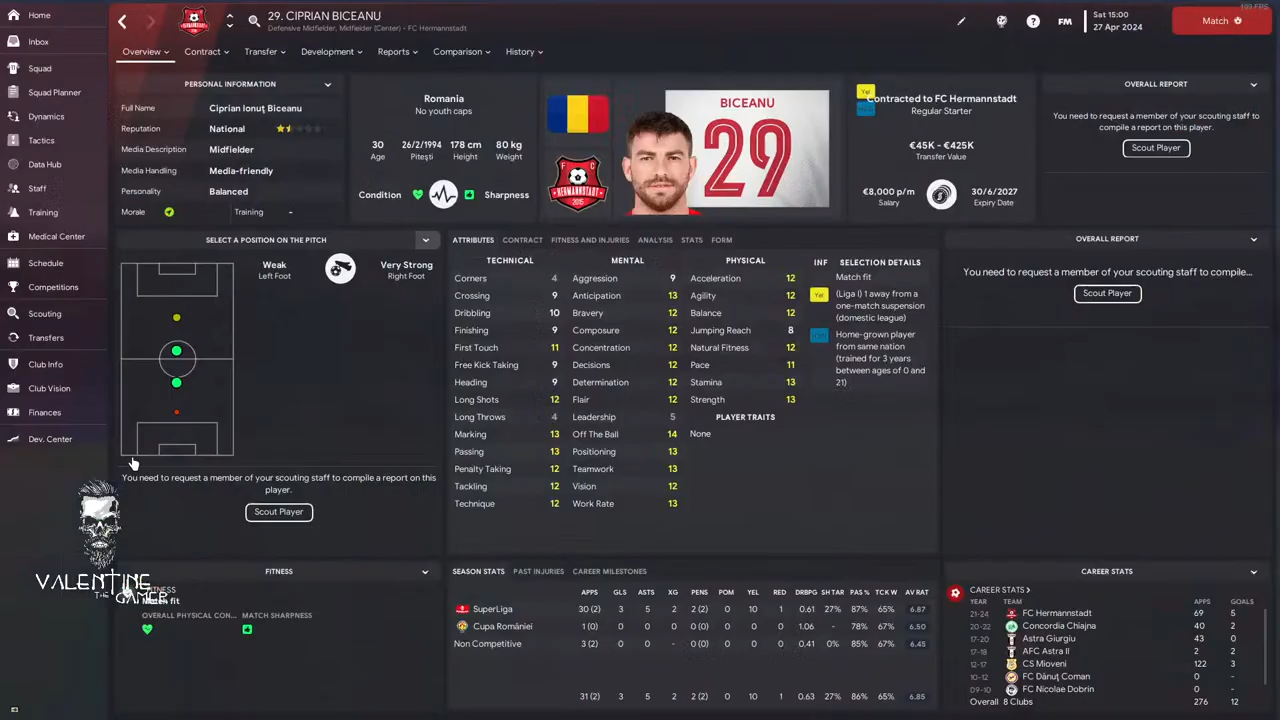 Home
Inbox
Squad
Squad Planner
Dynamics
Tactics
Data Hub
Staff
Training
Medical Center
Schedule
Competitions
Scouting
Transfers
Club Info
Club Vision
Finances
Dev. Center
29. CIPRIAN BICEANU
Defensive Midfielder, Midfielder (Center) - FC Hermannstadt
FM
Sat 15:00
27 Apr 2024
Match
Overview
Contract
Transfer
Development
Reports
Comparison
History
PERSONAL INFORMATION
Full Name Ciprian Ionuț Biceanu
Reputation National
Media Description Midfielder
Media Handling Media-friendly
Personality Balanced
Morale Training -
Romania
No youth caps
30 26/2/1994 178 cm 80 kg
Age Pitești Height Weight
Condition Sharpness
FC
HERMANNSTADT
2015
BICEANU
29
Yel
Contracted to FC Hermannstadt
Regular Starter
€45K - €425K
Transfer Value
€8,000 p/m
Salary
30/6/2027
Expiry Date
OVERALL REPORT
You need to request a member of your scouting staff to
compile a report on this player.
Scout Player
SELECT A POSITION ON THE PITCH
Weak
Left Foot
Very Strong
Right Foot
You need to request a member of your scouting staff to compile a report on this
player.
Scout Player
ATTRIBUTES CONTRACT FITNESS AND INJURIES ANALYSIS STATS FORM
TECHNICAL
Corners 4
Crossing 9
Dribbling 10
Finishing 9
First Touch 11
Free Kick Taking 9
Heading 9
Long Shots 12
Long Throws 4
Marking 13
Passing 13
Penalty Taking 12
Tackling 12
Technique 12
MENTAL
Aggression 9
Anticipation 13
Bravery 12
Composure 12
Concentration 12
Decisions 12
Determination 12
Flair 12
Leadership 5
Off The Ball 14
Positioning 13
Teamwork 13
Vision 12
Work Rate 13
PHYSICAL
Acceleration 12
Agility 12
Balance 12
Jumping Reach 8
Natural Fitness 12
Pace 11
Stamina 13
Strength 13
PLAYER TRAITS
None
INF SELECTION DETAILS
Match fit
Yel
(Liga I) 1 away from a
one-match suspension
(domestic league)
Home-grown player
from same nation
(trained for 3 years
between ages of 0 and
21)
OVERALL REPORT
You need to request a member of your scouting staff to compile...
Scout Player
VALENTINE
THE GAMER
FITNESS
FITNESS
Match fit
OVERALL PHYSICAL CON... MATCH SHARPNESS
SEASON STATS PAST INJURIES CAREER MILESTONES
APPS GLS ASTS XG PENS POM YEL RED DRBPG SH TAR PAS % TCK W AV RAT
SuperLiga 30 (2) 3 5 2 2 (2) 0 10 1 0.61 27% 87% 65% 6.87
Cupa României 1 (0) 0 0 0 0 (0) 0 0 0 1.06 - 78% 67% 6.50
Non Competitive 3 (2) 0 0 - 0 (0) 0 0 0 0.41 0% 85% 67% 6.45
31 (2) 3 5 2 2 (2) 0 10 1 0.63 27% 86% 65% 6.85
CAREER STATS
CAREER STATS
YEAR TEAM APPS GOALS
21-24 FC Hermannstadt 69 5
20-22 Concordia Chiajna 40 2
17-20 Astra Giurgiu 43 0
17-18 AFC Astra II 2 2
12-17 CS Mioveni 122 3
10-12 FC Dănuț Coman 0 -
09-10 FC Nicolae Dobrin 0 -
Overall 8 Clubs 276 12